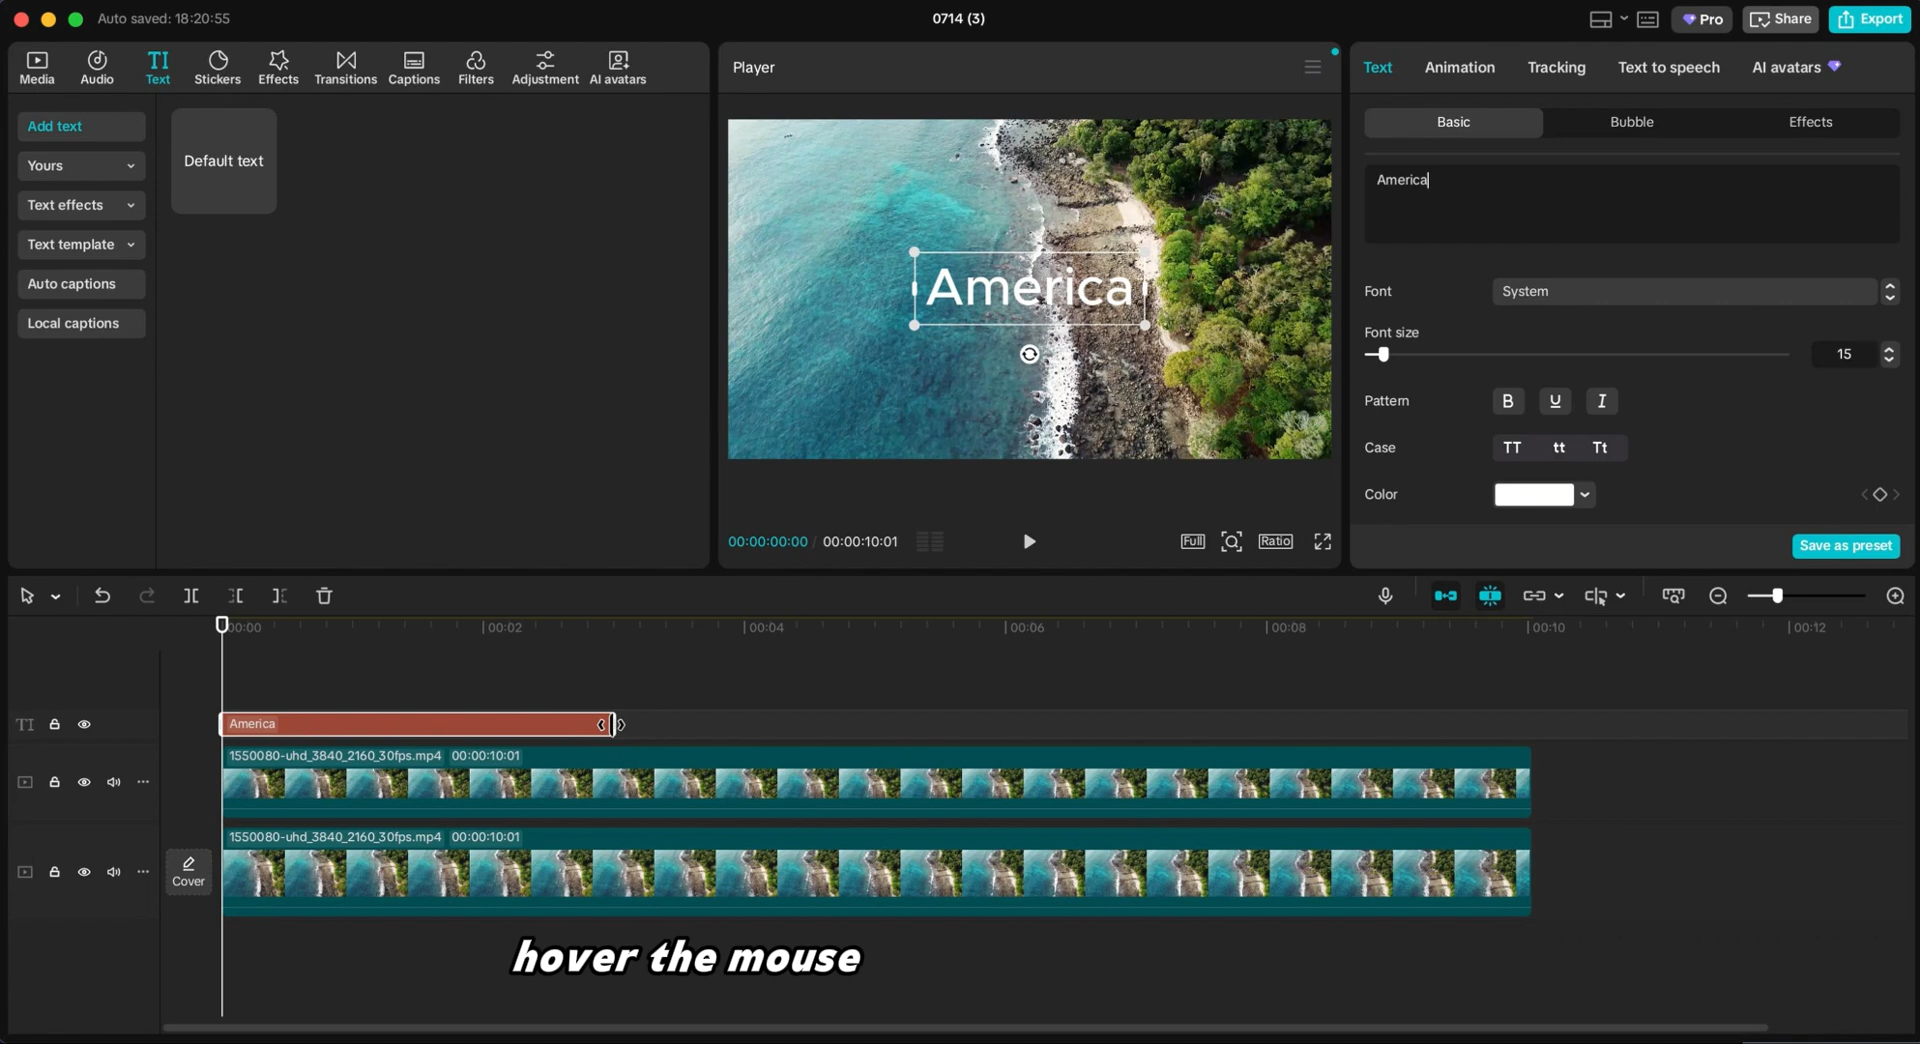 Auto saved: 18:20:55
0714 (3)
Pro
Share
Export
Media
Audio
TI
Text
Stickers
Effects
Transitions
Captions
Filters
Adjustment
AI avatars
Add text
Yours
Text effects
Text template
Auto captions
Local captions
Default text
Player
America
00:00:00:00 / 00:00:10:01
Full
Ratio
Text
Animation
Tracking
Text to speech
AI avatars
Basic
Bubble
Effects
America
Font
System
Font size
15
Pattern
B U I
Case
TT tt Tt
Color
Save as preset
00:00
00:02
00:04
00:06
00:08
00:10
00:12
TI
America
1550080-uhd_3840_2160_30fps.mp4 00:00:10:01
1550080-uhd_3840_2160_30fps.mp4 00:00:10:01
Cover
hover the mouse